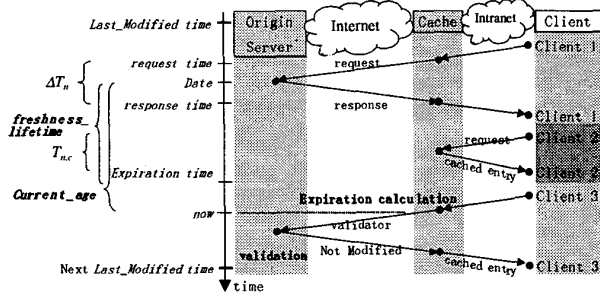 Last_Modified time
Origin Server
Internet
Cache
Intranet
Client
Client 1
request time
request
ΔTn
Date
response time
response
Client 1
freshness_
lifetime
request
Client 2
Tn,c
cached entry
Expiration time
Client 2
Current_age
Expiration calculation
Client 3
now
validator
validation
Not Modified
cached entry
Client 3
Next Last_Modified time
time